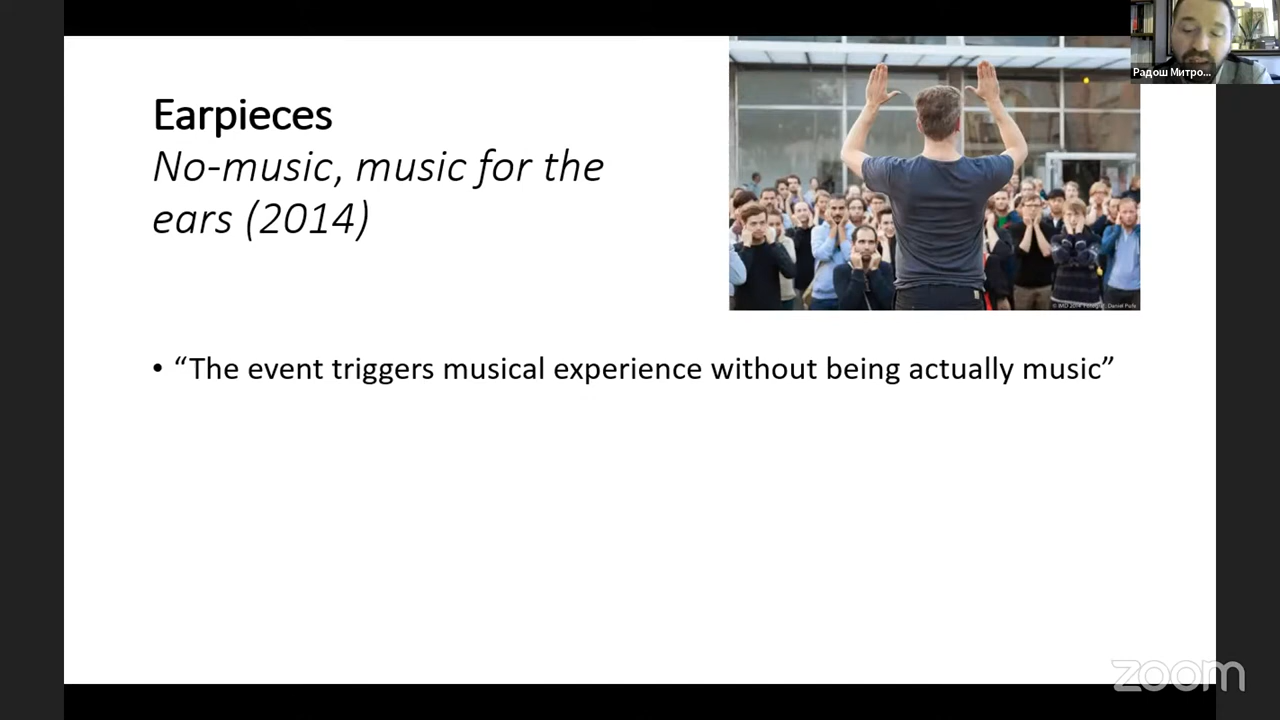 Earpieces
No-music, music for the
ears (2014)
Радош Митро...
• “The event triggers musical experience without being actually music”
zoom